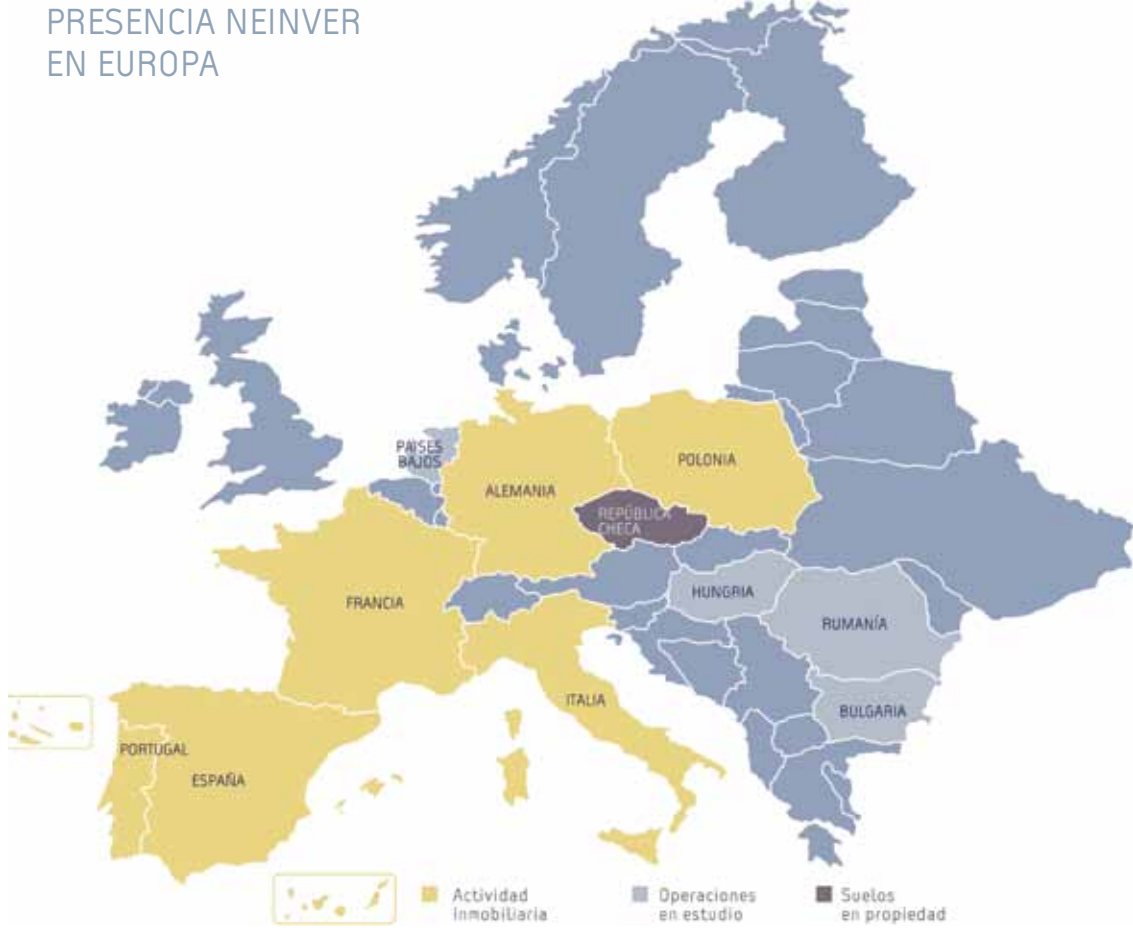 PRESENCIA NEINVER
EN EUROPA
PAISES
BAJOS
POLONIA
ALEMANIA
REPÚBLICA
CHECA
HUNGRIA
FRANCIA
RUMANÍA
ITALIA
BULGARIA
PORTUGAL
ESPAÑA
Actividad
Inmobiliaria
Operaciones
en estudio
Suelos
en propiedad